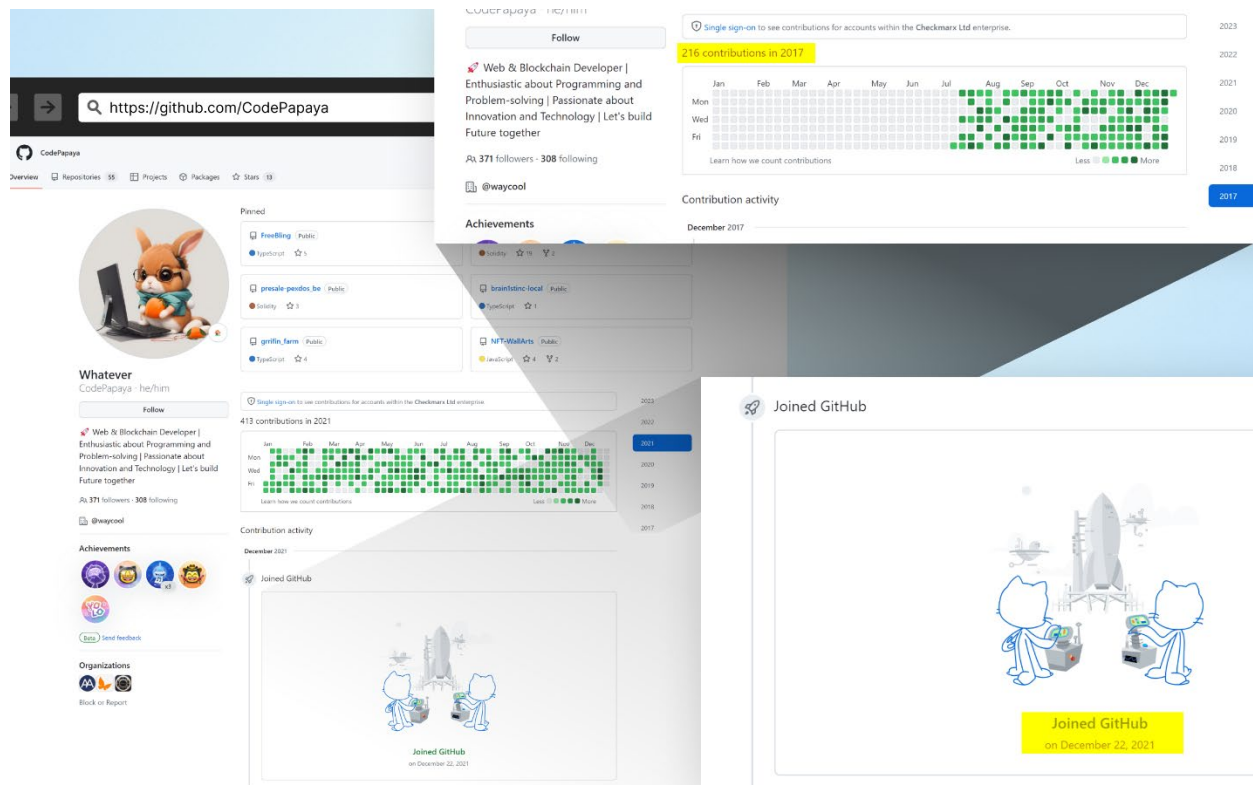 https://github.com/CodePapaya
CodePapaya
Overview Repositories 55 Projects Packages Stars 13
Whatever
CodePapaya · he/him
Follow
🚀 Web & Blockchain Developer |
Enthusiastic about Programming and
Problem-solving | Passionate about
Innovation and Technology | Let's build
Future together
371 followers · 308 following
@waycool
Achievements
x3
YOLO
Beta Send feedback
Organizations
Block or Report
Pinned
FreeBling Public
TypeScript 5
Solidity 19 2
presale-pexdos_be Public
Solidity 3
brain1stinc-local Public
TypeScript 1
grrifin_farm Public
TypeScript 4
NFT-WallArts Public
JavaScript 4 2
Single sign-on to see contributions for accounts within the Checkmarx Ltd enterprise.
413 contributions in 2021
Jan Feb Mar Apr May Jun Jul Aug Sep Oct Nov Dec
Mon
Wed
Fri
Learn how we count contributions Less More
2023
2022
2021
2020
2019
2018
2017
Contribution activity
December 2021
Joined GitHub
Joined GitHub
on December 22, 2021
CodePapaya · he/him
Follow
🚀 Web & Blockchain Developer |
Enthusiastic about Programming and
Problem-solving | Passionate about
Innovation and Technology | Let's build
Future together
371 followers · 308 following
@waycool
Achievements
Single sign-on to see contributions for accounts within the Checkmarx Ltd enterprise.
216 contributions in 2017
Jan Feb Mar Apr May Jun Jul Aug Sep Oct Nov Dec
Mon
Wed
Fri
Learn how we count contributions Less More
Contribution activity
December 2017
2023
2022
2021
2020
2019
2018
2017
Joined GitHub
Joined GitHub
on December 22, 2021